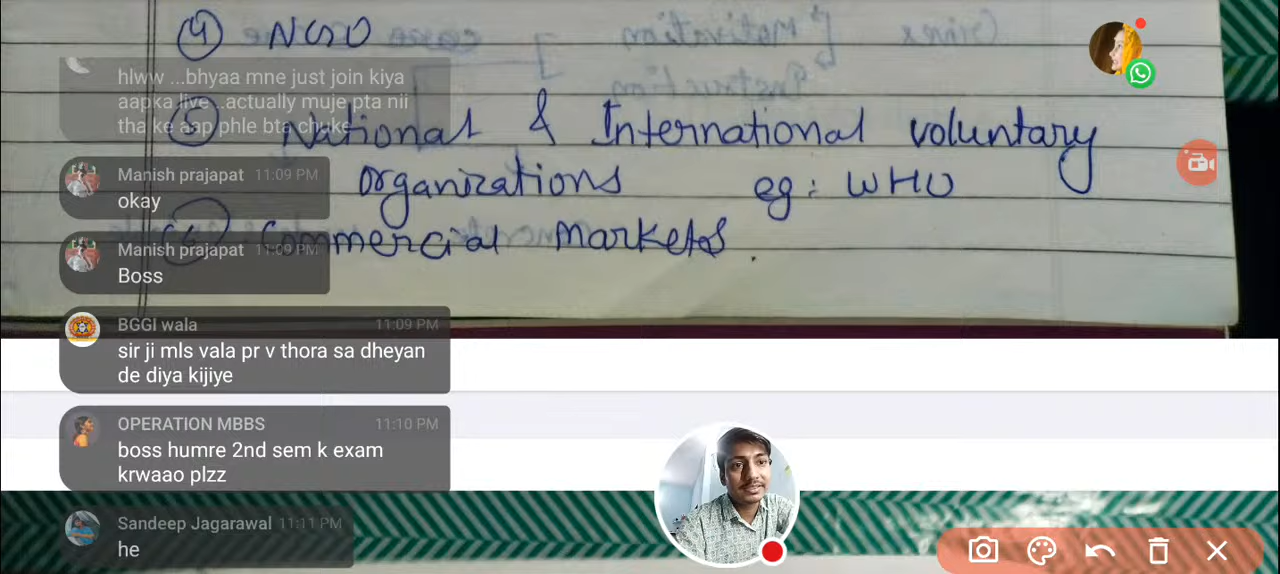 ④ NGO
⑤ National & International voluntary
organizations eg: WHO
Commercial Markets.
hlww ...bhyaa mne just join kiya
aapka live ..actually muje pta nii
tha ke aap phle bta chuke
Manish prajapat 11:09 PM
okay
Manish prajapat 11:09 PM
Boss
BGGI wala 11:09 PM
sir ji mls vala pr v thora sa dheyan
de diya kijiye
OPERATION MBBS 11:10 PM
boss humre 2nd sem k exam
krwaao plzz
Sandeep Jagarawal 11:11 PM
he